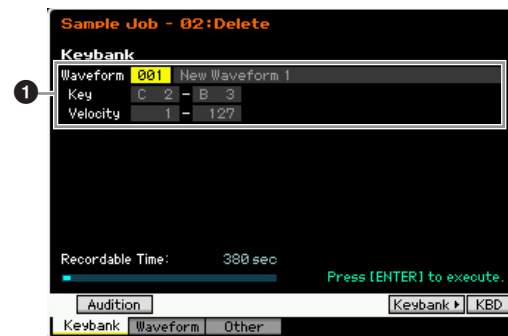 Sample Job - 02:Delete
Keybank
Waveform 001 New Waveform 1
1
Key C 2 - B 3
Velocity 1 - 127
Recordable Time: 380 sec
Press [ENTER] to execute.
Audition Keybank KBD
Keybank Waveform Other